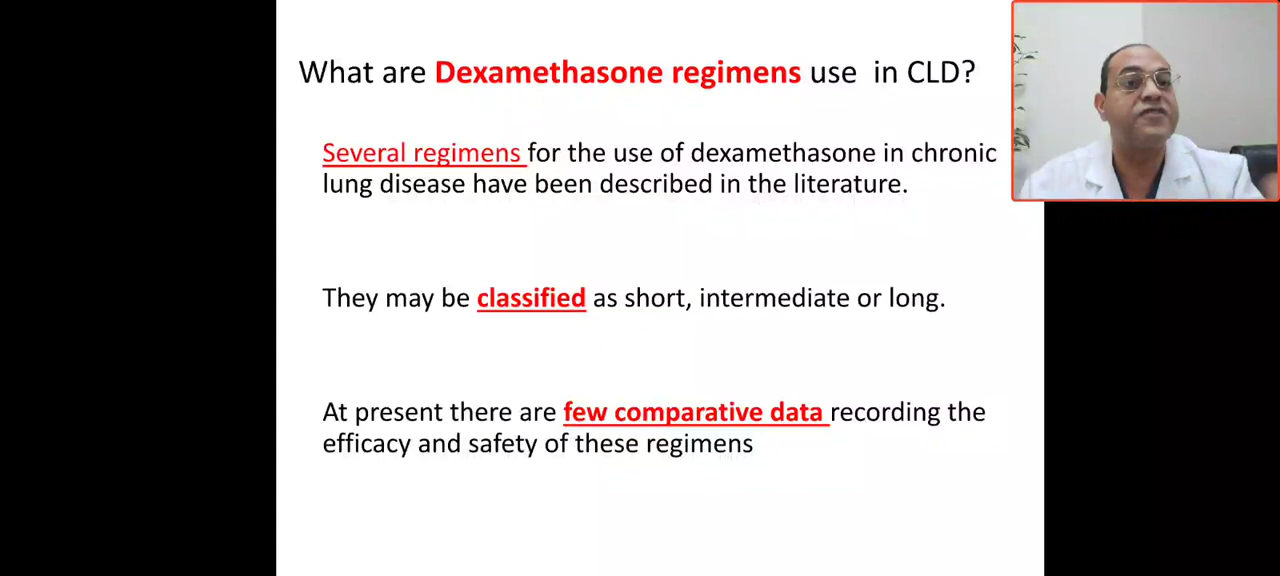 What are Dexamethasone regimens use in CLD?
Several regimens for the use of dexamethasone in chronic
lung disease have been described in the literature.
They may be classified as short, intermediate or long.
At present there are few comparative data recording the
efficacy and safety of these regimens